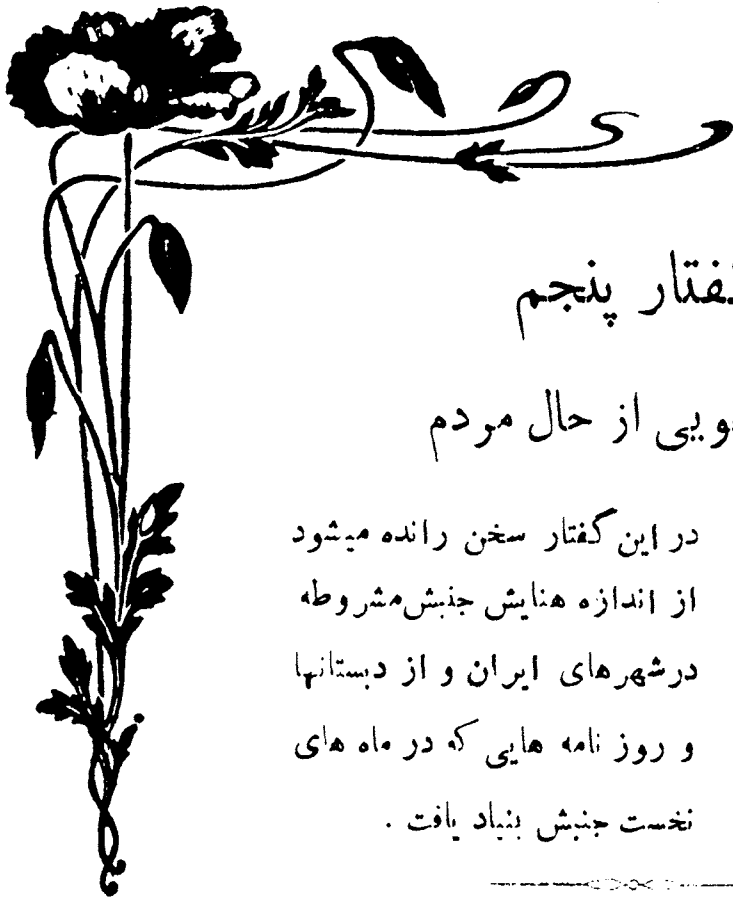 پنجم
از حال مردم
در این گفتار سخن رانده میشود
از اندازه هنایش جنبش مشروطه
درشهرهای ایران و از دبستانها
و روز نامه هایی که در ماه های
نخست جنبش بنیاد یافت .